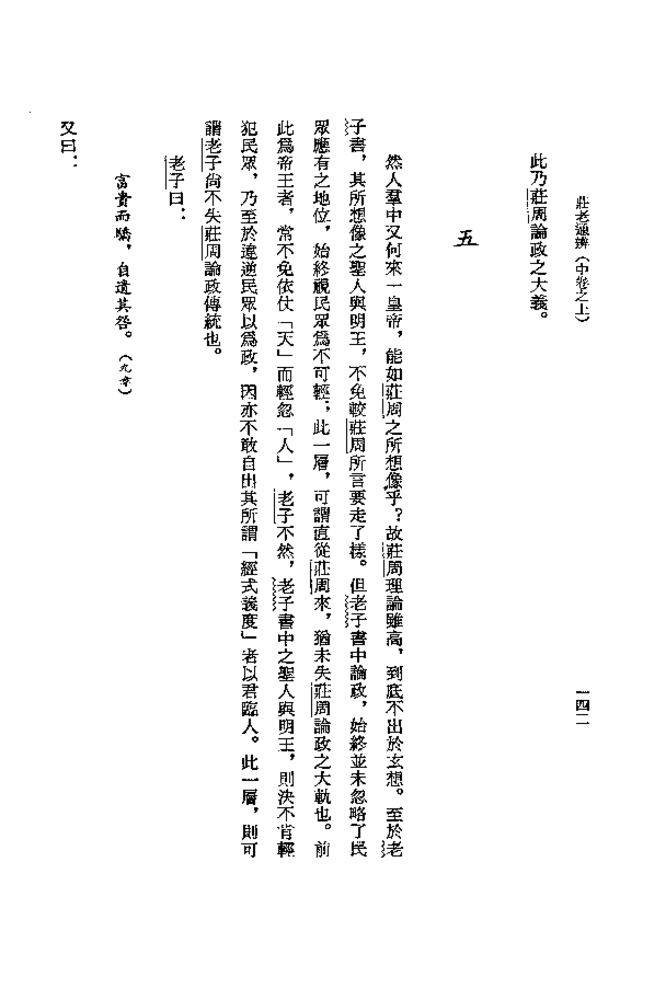 莊老通辨（中卷之上）
一四二
此乃莊周論政之大義。
五
然人羣中又何來一皇帝，能如莊周之所想像乎？故莊周理論雖高，到底不出於玄想。至於老
子書，其所想像之聖人與明王，不免較莊周所言要走了樣。但老子書中論政，始終並未忽略了民
眾應有之地位，始終視民眾爲不可輕，此一層，可謂直從莊周來，猶未失莊周論政之大軌也。前
此爲帝王者，常不免依仗「天」而輕忽「人」，老子不然，老子書中之聖人與明王，則決不肯輕
犯民眾，乃至於違逆民眾以爲政，因亦不敢自出其所謂「經式義度」者以君臨人。此一層，則可
謂老子尚不失莊周論政傳統也。
老子曰：
富貴而驕，自遺其咎。（九章）
又曰：